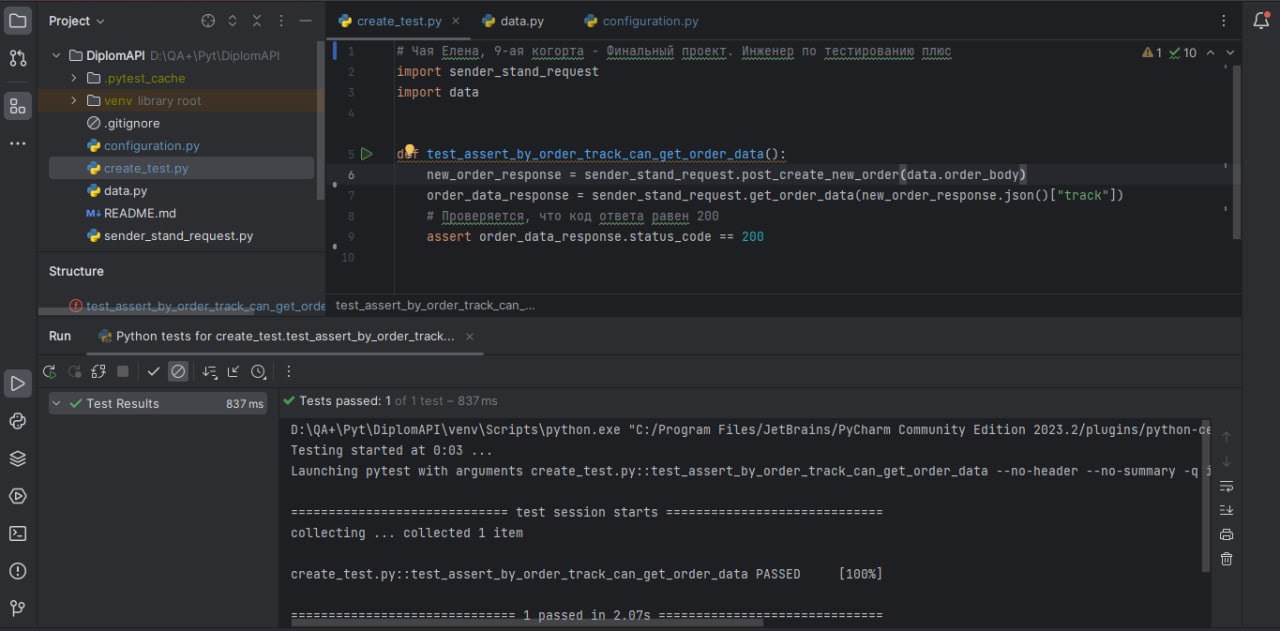 Project
DiplomAPI D:\QA+\Pyt\DiplomAPI
.pytest_cache
venv library root
.gitignore
configuration.py
create_test.py
data.py
README.md
sender_stand_request.py
Structure
test_assert_by_order_track_can_get_orde
create_test.py
data.py
configuration.py
1 10
1 # Чая Елена, 9-ая когорта - Финальный проект. Инженер по тестированию плюс
2 import sender_stand_request
3 import data
4
5 def test_assert_by_order_track_can_get_order_data():
6 new_order_response = sender_stand_request.post_create_new_order(data.order_body)
7 order_data_response = sender_stand_request.get_order_data(new_order_response.json()["track"])
8 # Проверяется, что код ответа равен 200
9 assert order_data_response.status_code == 200
10
test_assert_by_order_track_can_...
Run
Python tests for create_test.test_assert_by_order_track...
Test Results 837 ms
Tests passed: 1 of 1 test – 837 ms
D:\QA+\Pyt\DiplomAPI\venv\Scripts\python.exe "C:/Program Files/JetBrains/PyCharm Community Edition 2023.2/plugins/python-ce
Testing started at 0:03 ...
Launching pytest with arguments create_test.py::test_assert_by_order_track_can_get_order_data --no-header --no-summary -q
============================ test session starts ============================
collecting ... collected 1 item
create_test.py::test_assert_by_order_track_can_get_order_data PASSED [100%]
============================= 1 passed in 2.07s =============================